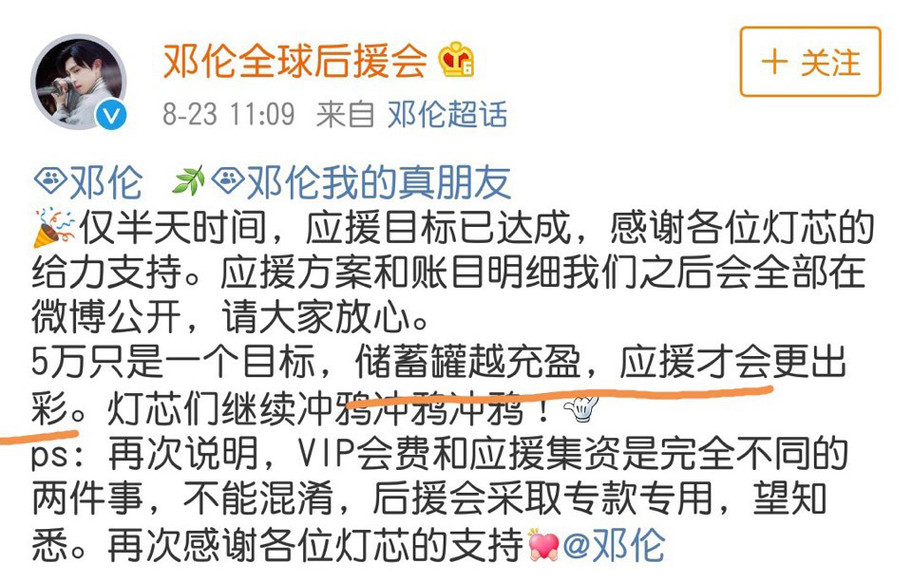 邓伦全球后援会
+ 关注
8-23 11:09 来自 邓伦超话
邓伦 邓伦我的真朋友
仅半天时间，应援目标已达成，感谢各位灯芯的
给力支持。应援方案和账目明细我们之后会全部在
微博公开，请大家放心。
5万只是一个目标，储蓄罐越充盈，应援才会更出
彩。灯芯们继续冲鸦冲鸦冲鸦！
ps：再次说明，VIP会费和应援集资是完全不同的
两件事，不能混淆，后援会采取专款专用，望知
悉。再次感谢各位灯芯的支持@邓伦